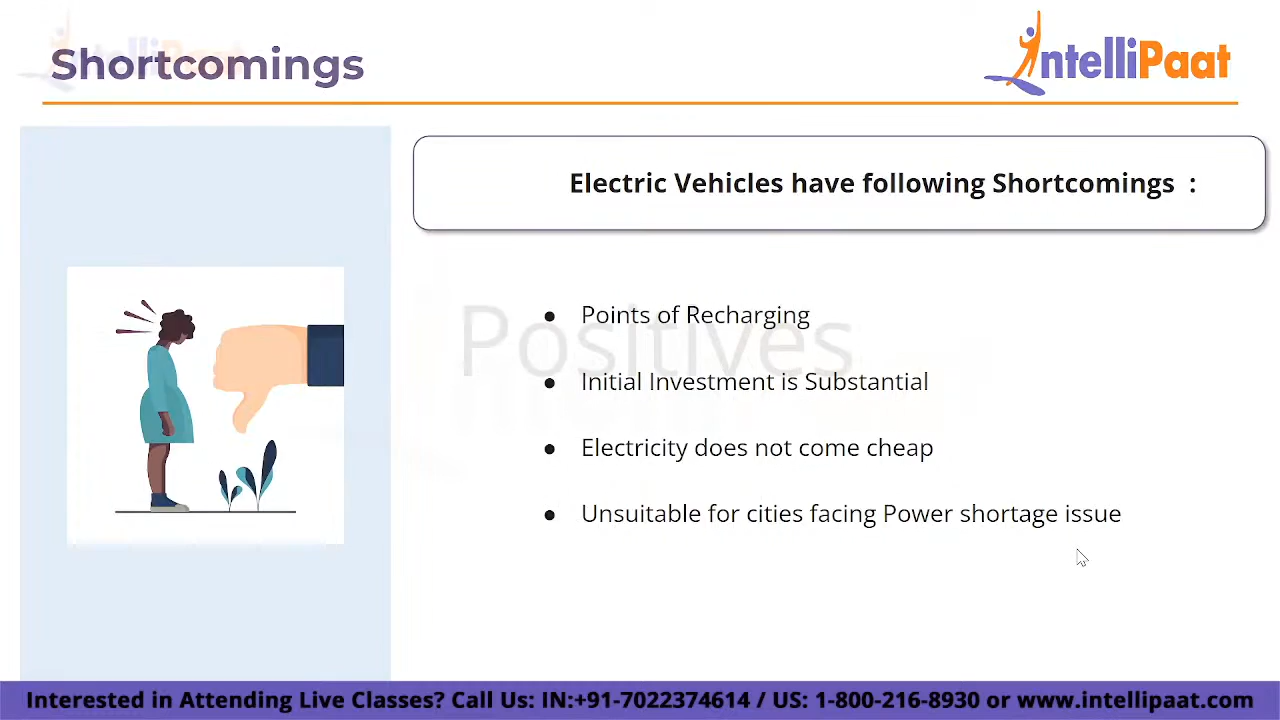 Shortcomings
IntelliPaat
Electric Vehicles have following Shortcomings :
Positives
● Points of Recharging
● Initial Investment is Substantial
● Electricity does not come cheap
● Unsuitable for cities facing Power shortage issue
Interested in Attending Live Classes? Call Us: IN:+91-7022374614 / US: 1-800-216-8930 or www.intellipaat.com